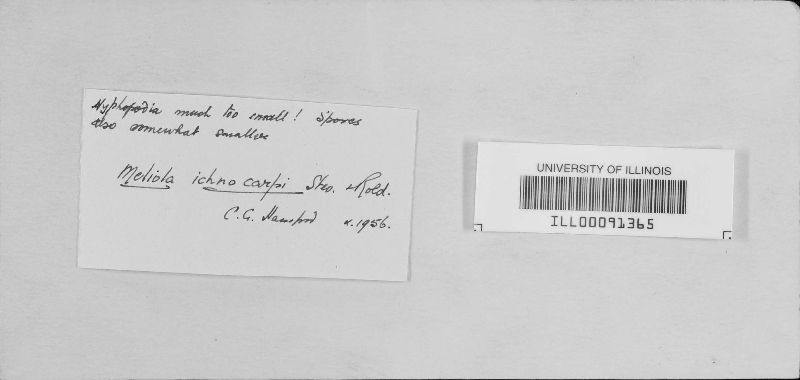 Hyphopodia much too small! Spores
also somewhat smaller
Meliola ichnocarpi Stev. & Rold.
C.G. Hansford x.1956.
UNIVERSITY OF ILLINOIS
ILL00091365